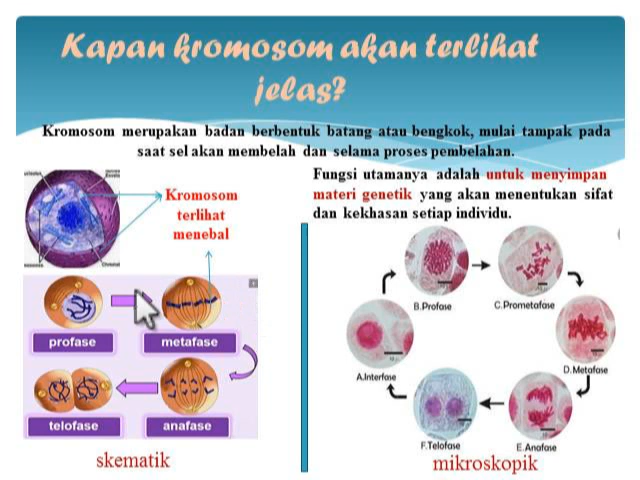 Kapan kromosom akan terlihat
jelas?
Kromosom merupakan badan berbentuk batang atau bengkok, mulai tampak pada
saat sel akan membelah dan selama proses pembelahan.
Kromosom
terlihat
menebal
profase
metafase
telofase
anafase
skematik
Fungsi utamanya adalah untuk menyimpan
materi genetik yang akan menentukan sifat
dan kekhasan setiap individu.
B.Profase
C.Prometafase
A.Interfase
D.Metafase
F.Telofase
E.Anafase
mikroskopik